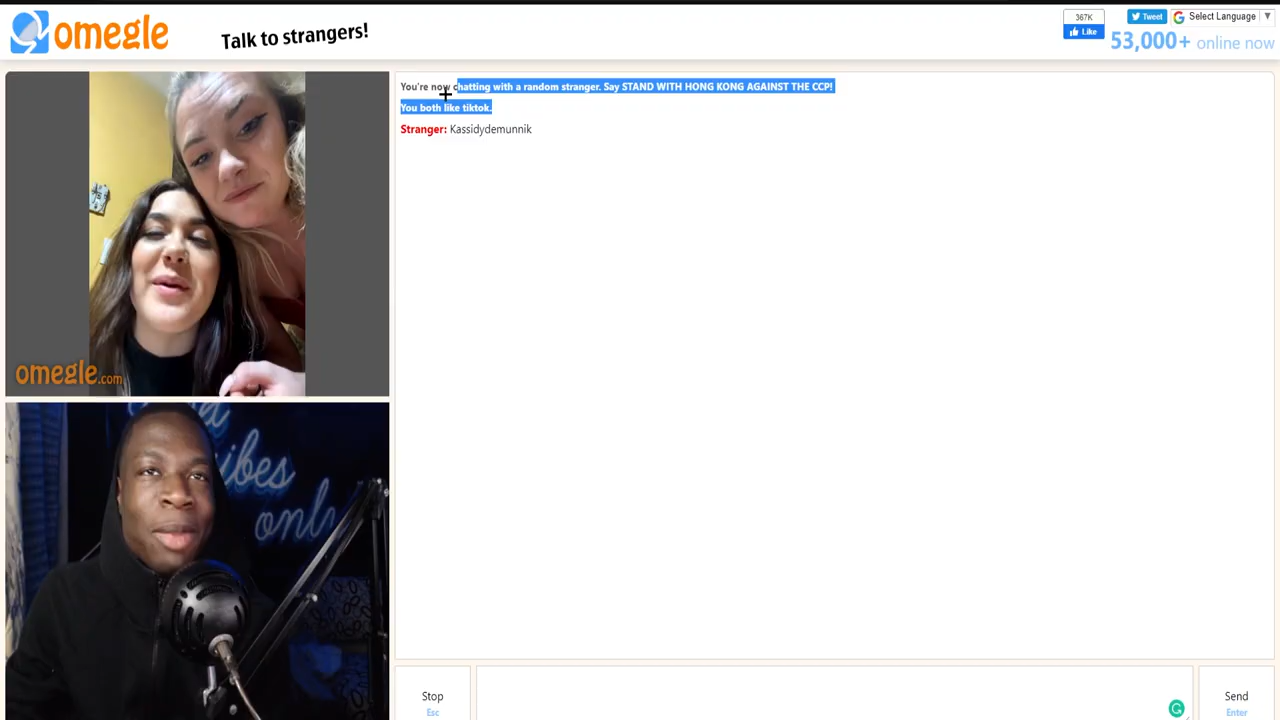 omegle
Talk to strangers!
367K
Like
Tweet
Select Language
53,000+ online now
You're now chatting with a random stranger. Say STAND WITH HONG KONG AGAINST THE CCP!
You both like tiktok.
Stranger: Kassidydemunnik
omegle.com
vibes
only
Stop
Esc
Send
Enter